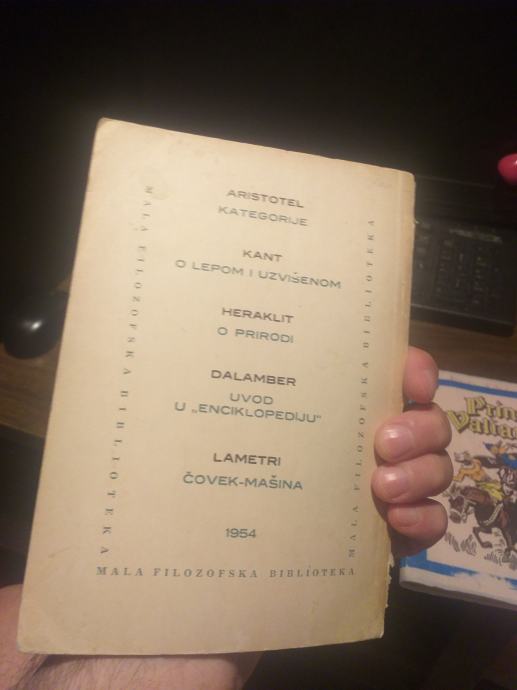 ARISTOTEL
KATEGORIJE
KANT
O LEPOM I UZVIŠENOM
HERAKLIT
O PRIRODI
DALAMBER
UVOD
U „ENCIKLOPEDIJU"
LAMETRI
ČOVEK-MAŠINA
1954
MALA FILOZOFSKA BIBLIOTEKA
MALA FILOZOFSKA BIBLIOTEKA
MALA FILOZOFSKA BIBLIOTEKA